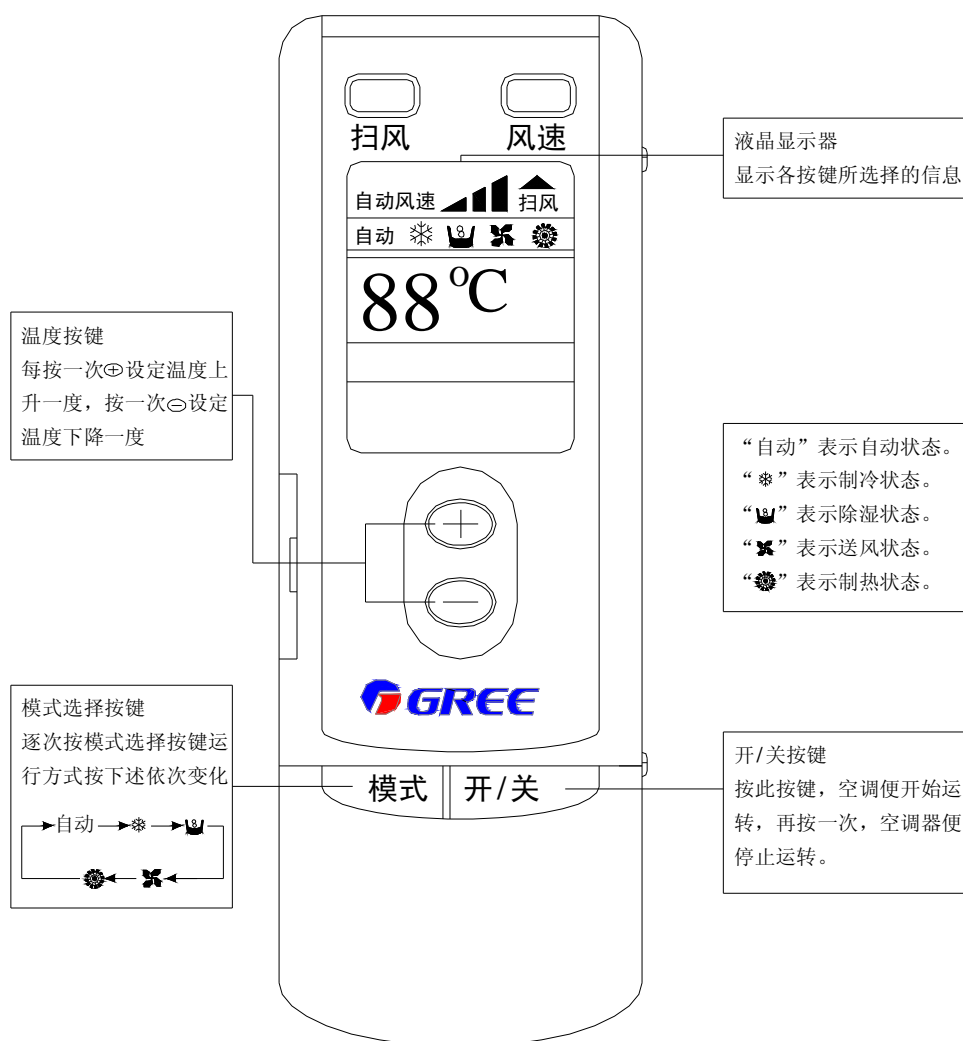 扫风 风速
液晶显示器
显示各按键所选择的信息
自动风速 扫风
自动
88℃
温度按键
每按一次⊕设定温度上
升一度，按一次⊖设定
温度下降一度
“自动”表示自动状态。
“❄”表示制冷状态。
“”表示除湿状态。
“”表示送风状态。
“”表示制热状态。
GREE
模式选择按键
逐次按模式选择按键运
行方式按下述依次变化
自动
模式 开/关
开/关按键
按此按键，空调便开始运
转，再按一次，空调器便
停止运转。